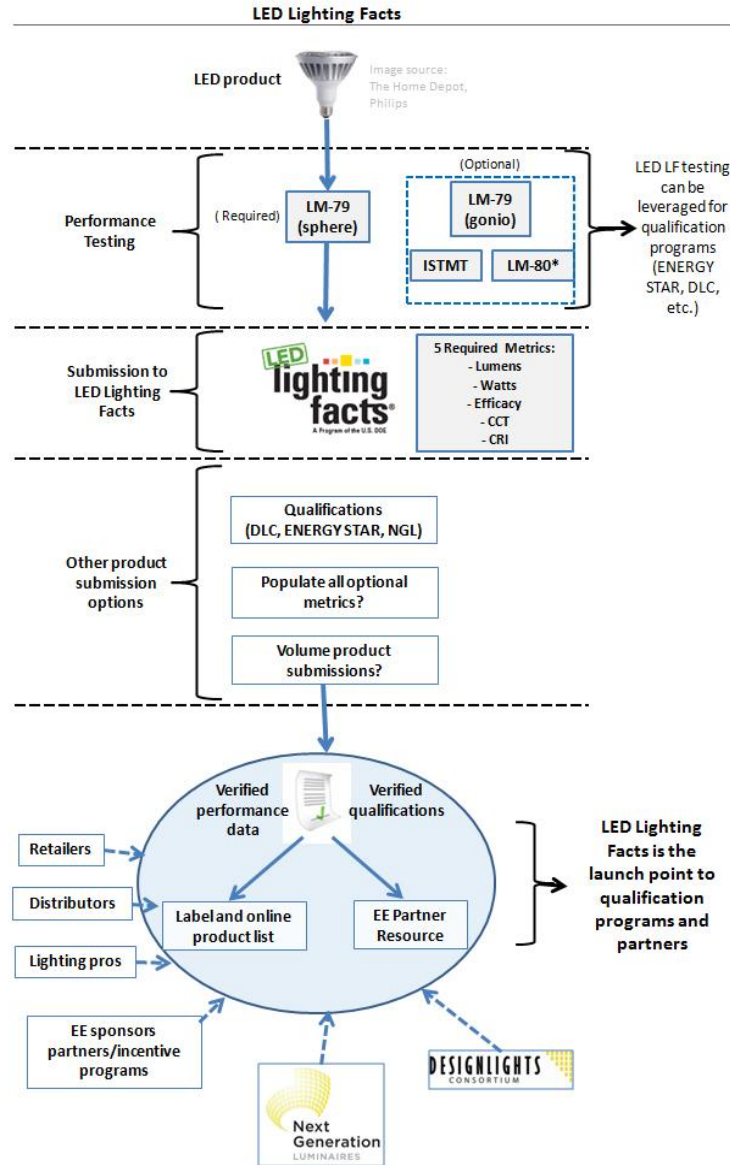 LED Lighting Facts
LED product
Image source:
The Home Depot,
Philips
Performance
Testing
( Required)
LM-79
(sphere)
(Optional)
LM-79
(gonio)
ISTMT
LM-80*
LED LF testing
can be
leveraged for
qualification
programs
(ENERGY
STAR, DLC,
etc.)
Submission to
LED Lighting
Facts
LED
lighting
facts®
A Program of the U.S. DOE
5 Required Metrics:
- Lumens
- Watts
- Efficacy
- CCT
- CRI
Other product
submission
options
Qualifications
(DLC, ENERGY STAR, NGL)
Populate all optional
metrics?
Volume product
submissions?
Verified
performance
data
Verified
qualifications
Label and online
product list
EE Partner
Resource
Retailers
Distributors
Lighting pros
EE sponsors
partners/incentive
programs
Next
Generation
LUMINAIRES
DESIGNLIGHTS
CONSORTIUM
LED Lighting
Facts is the
launch point to
qualification
programs and
partners